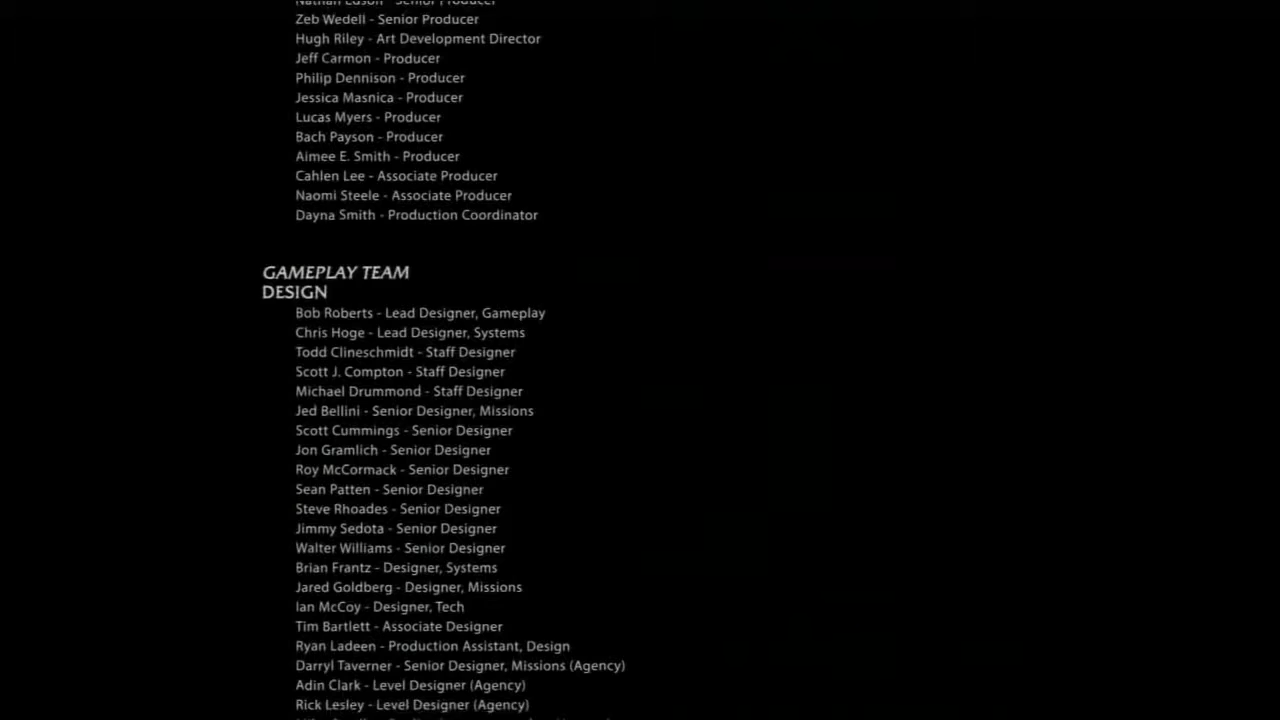 Nathan Edson - Senior Producer
Zeb Wedell - Senior Producer
Hugh Riley - Art Development Director
Jeff Carmon - Producer
Philip Dennison - Producer
Jessica Masnica - Producer
Lucas Myers - Producer
Bach Payson - Producer
Aimee E. Smith - Producer
Cahlen Lee - Associate Producer
Naomi Steele - Associate Producer
Dayna Smith - Production Coordinator
GAMEPLAY TEAM
DESIGN
Bob Roberts - Lead Designer, Gameplay
Chris Hoge - Lead Designer, Systems
Todd Clineschmidt - Staff Designer
Scott J. Compton - Staff Designer
Michael Drummond - Staff Designer
Jed Bellini - Senior Designer, Missions
Scott Cummings - Senior Designer
Jon Gramlich - Senior Designer
Roy McCormack - Senior Designer
Sean Patten - Senior Designer
Steve Rhoades - Senior Designer
Jimmy Sedota - Senior Designer
Walter Williams - Senior Designer
Brian Frantz - Designer, Systems
Jared Goldberg - Designer, Missions
Ian McCoy - Designer, Tech
Tim Bartlett - Associate Designer
Ryan Ladeen - Production Assistant, Design
Darryl Taverner - Senior Designer, Missions (Agency)
Adin Clark - Level Designer (Agency)
Rick Lesley - Level Designer (Agency)